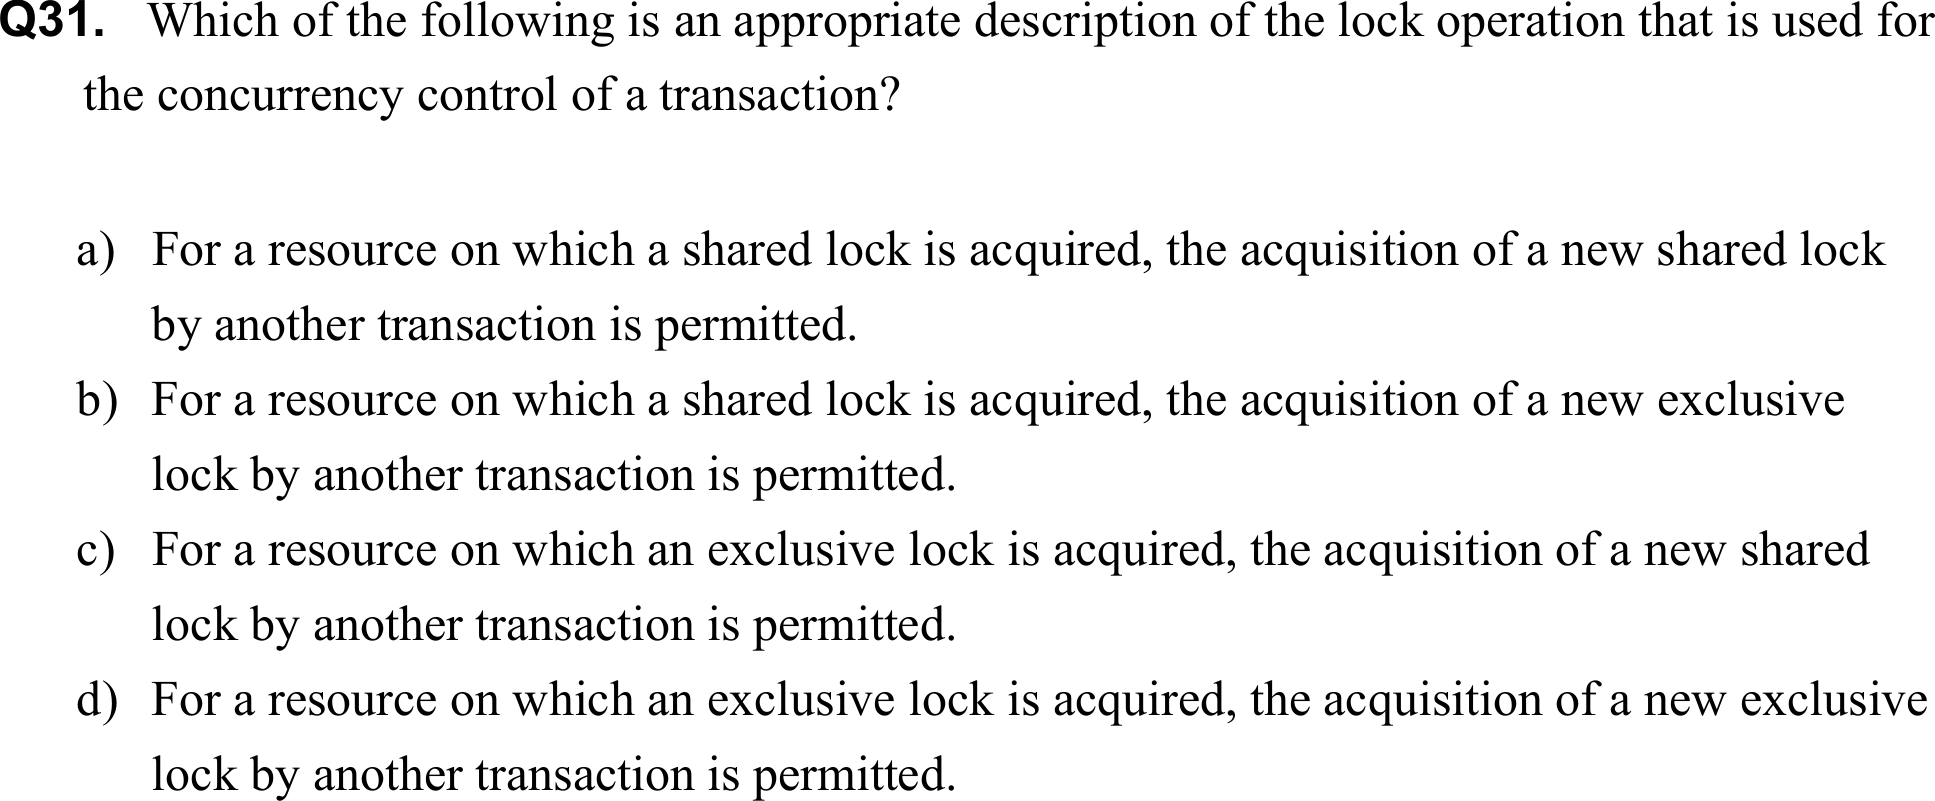 Q31. Which of the following is an appropriate description of the lock operation that is used for
the concurrency control of a transaction?
a) For a resource on which a shared lock is acquired, the acquisition of a new shared lock
by another transaction is permitted.
b) For a resource on which a shared lock is acquired, the acquisition of a new exclusive
lock by another transaction is permitted.
c) For a resource on which an exclusive lock is acquired, the acquisition of a new shared
lock by another transaction is permitted.
d) For a resource on which an exclusive lock is acquired, the acquisition of a new exclusive
lock by another transaction is permitted.